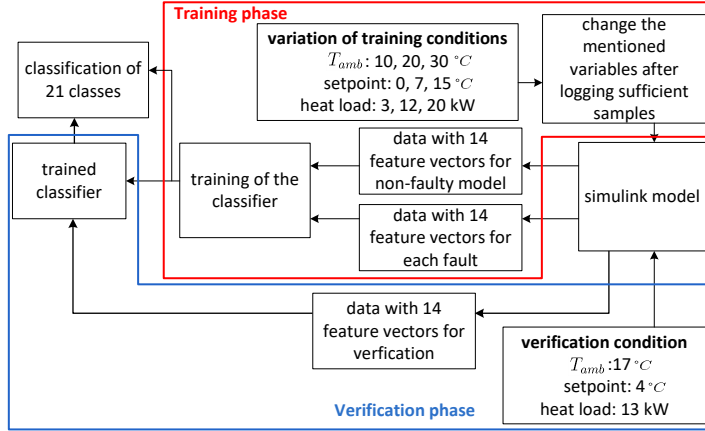 Training phase
variation of training conditions
T_amb: 10, 20, 30 °C
setpoint: 0, 7, 15 °C
heat load: 3, 12, 20 kW
change the
mentioned
variables after
logging sufficient
samples
classification of
21 classes
trained
classifier
training of the
classifier
data with 14
feature vectors for
non-faulty model
data with 14
feature vectors for
each fault
simulink model
data with 14
feature vectors for
verfication
verification condition
T_amb :17 °C
setpoint: 4 °C
heat load: 13 kW
Verification phase